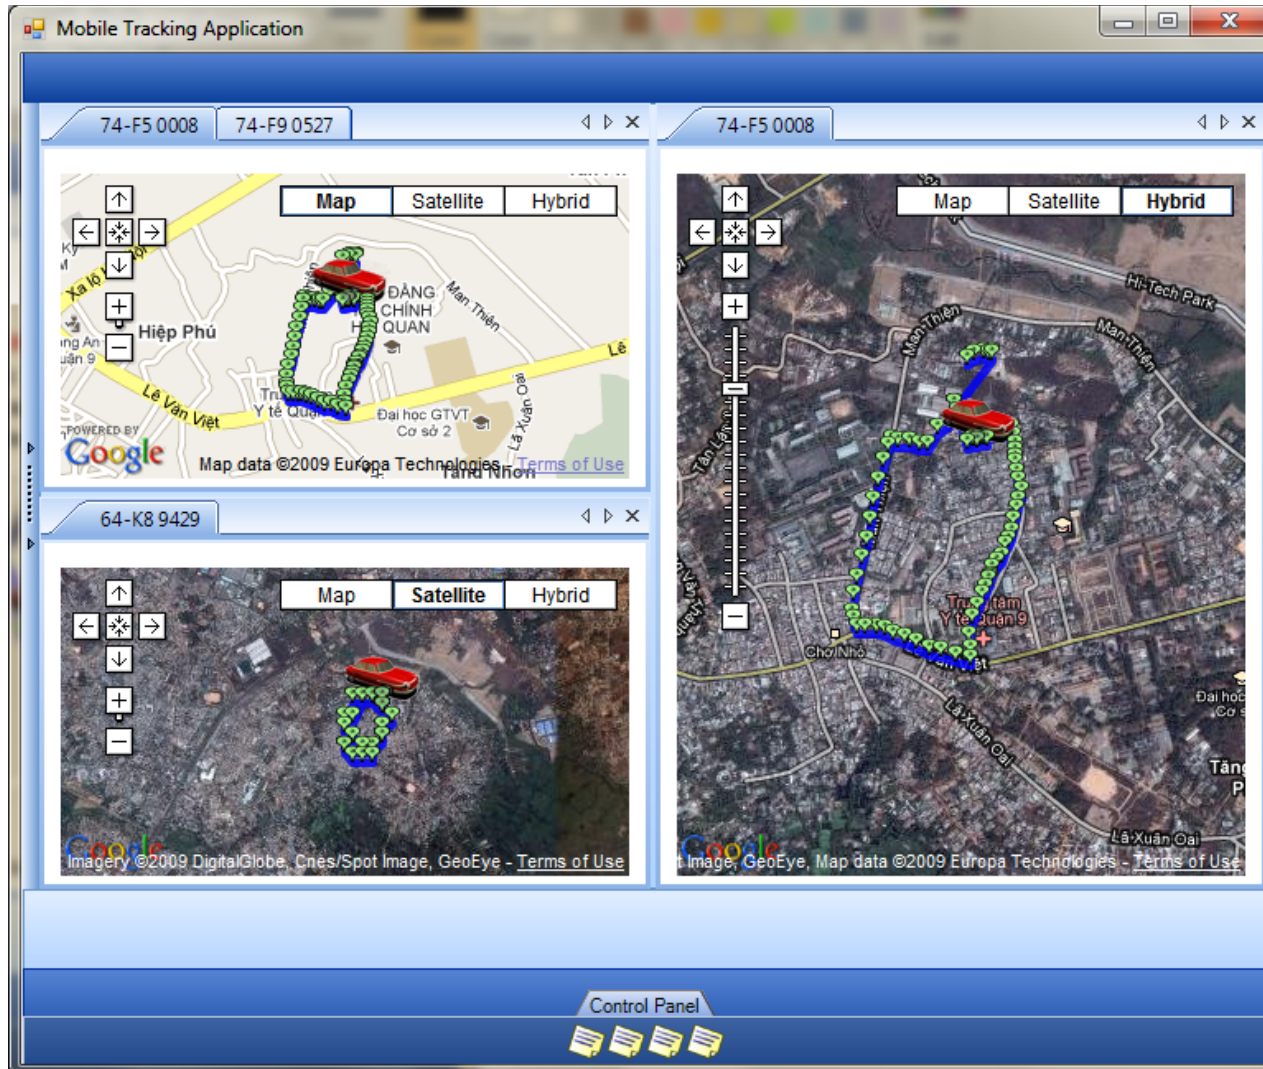 Mobile Tracking Application
74-F5 0008
74-F9 0527
Map
Satellite
Hybrid
Xa lộ
Hiệp Phú
Man Thiện
CHÍNH
QUAN
Lê Văn Việt
Lê
Y tế Quận
Đại học GTVT
Cơ sở 2
Lã Xuân Oai
POWERED BY
Google
Map data ©2009 Europa Technologies - Terms of Use
64-K8 9429
Map
Satellite
Hybrid
Google
Imagery ©2009 DigitalGlobe, Cnes/Spot Image, GeoEye - Terms of Use
74-F5 0008
Map
Satellite
Hybrid
Hi-Tech Park
Man Thiện
Man Thiện
Trung tâm
Y tế Quận 9
Chợ Nhỏ
Đại học
Lã Xuân Oai
Lã Xuân Oai
Google
Image, GeoEye, Map data ©2009 Europa Technologies - Terms of Use
Control Panel